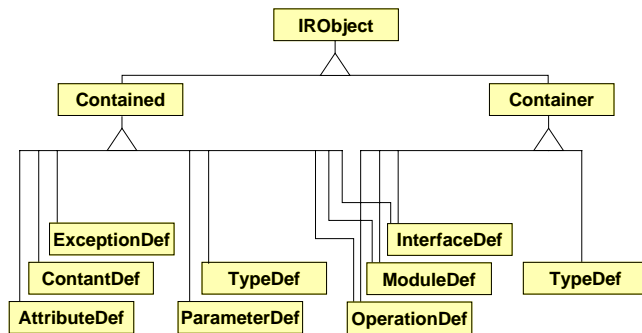 IRObject
Contained
Container
ExceptionDef
InterfaceDef
ContantDef
TypeDef
ModuleDef
TypeDef
AttributeDef
ParameterDef
OperationDef